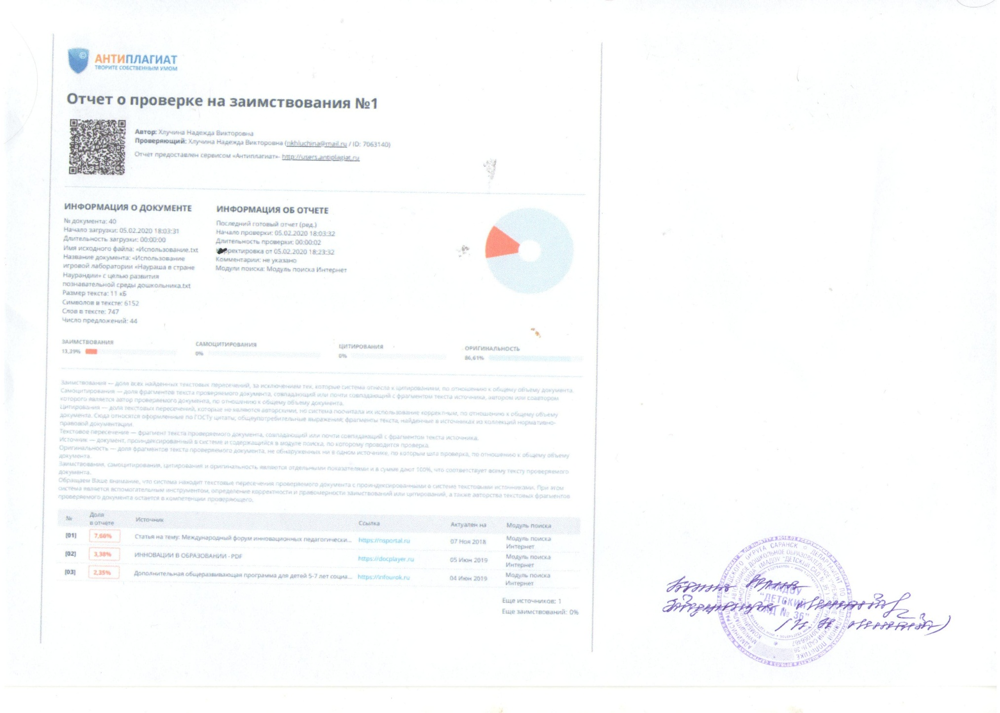 АНТИПЛАГИАТ
ТВОРИТЕ СОБСТВЕННЫМ УМОМ
Отчет о проверке на заимствования №1
Автор: Хлучина Надежда Викторовна
Проверяющий: Хлучина Надежда Викторовна (nkhluchina@mail.ru / ID: 7063140)
Отчет предоставлен сервисом «Антиплагиат»- http://users.antiplagiat.ru
ИНФОРМАЦИЯ О ДОКУМЕНТЕ
№ документа: 40
Начало загрузки: 05.02.2020 18:03:31
Длительность загрузки: 00:00:00
Имя исходного файла: «Использование.txt
Название документа: «Использование
игровой лаборатории «Наураша в стране
Наурандии» с целью развития
познавательной среды дошкольника.txt
Размер текста: 11 кБ
Cимволов в тексте: 6152
Слов в тексте: 747
Число предложений: 44
ИНФОРМАЦИЯ ОБ ОТЧЕТЕ
Последний готовый отчет (ред.)
Начало проверки: 05.02.2020 18:03:32
Длительность проверки: 00:00:02
рректировка от 05.02.2020 18:23:32
Комментарии: не указано
Модули поиска: Модуль поиска Интернет
ЗАИМСТВОВАНИЯ
13,39%
САМОЦИТИРОВАНИЯ
0%
ЦИТИРОВАНИЯ
0%
ОРИГИНАЛЬНОСТЬ
86,61%
Заимствования — доля всех найденных текстовых пересечений, за исключением тех, которые система отнесла к цитированиям, по отношению к общему объему документа.
Самоцитирования — доля фрагментов текста проверяемого документа, совпадающий или почти совпадающий с фрагментом текста источника, автором или соавтором
которого является автор проверяемого документа, по отношению к общему объему документа.
Цитирования — доля текстовых пересечений, которые не являются авторскими, но система посчитала их использование корректным, по отношению к общему объему
документа. Сюда относятся оформленные по ГОСТу цитаты; общеупотребительные выражения; фрагменты текста, найденные в источниках из коллекций нормативно-
правовой документации.
Текстовое пересечение — фрагмент текста проверяемого документа, совпадающий или почти совпадающий с фрагментом текста источника.
Источник — документ, проиндексированный в системе и содержащийся в модуле поиска, по которому проводится проверка.
Оригинальность — доля фрагментов текста проверяемого документа, не обнаруженных ни в одном источнике, по которым шла проверка, по отношению к общему объему
документа.
Заимствования, самоцитирования, цитирования и оригинальность являются отдельными показателями и в сумме дают 100%, что соответствует всему тексту проверяемого
документа.
Обращаем Ваше внимание, что система находит текстовые пересечения проверяемого документа с проиндексированными в системе текстовыми источниками. При этом
система является вспомогательным инструментом, определение корректности и правомерности заимствований или цитирований, а также авторства текстовых фрагментов
проверяемого документа остается в компетенции проверяющего.
№ Доля в отчете Источник Ссылка Актуален на Модуль поиска
[01] 7,66% Статья на тему: Международный форум инновационных педагогически... https://nsportal.ru 07 Ноя 2018 Модуль поиска Интернет
[02] 3,38% ИННОВАЦИИ В ОБРАЗОВАНИИ - PDF https://docplayer.ru 05 Июн 2019 Модуль поиска Интернет
[03] 2,35% Дополнительная общеразвивающая программа для детей 5-7 лет социа... https://infourok.ru 04 Июн 2019 Модуль поиска Интернет
Еще источников: 1
Еще заимствований: 0%
МАДОУ
"ДЕТСКИЙ
САД № 36"